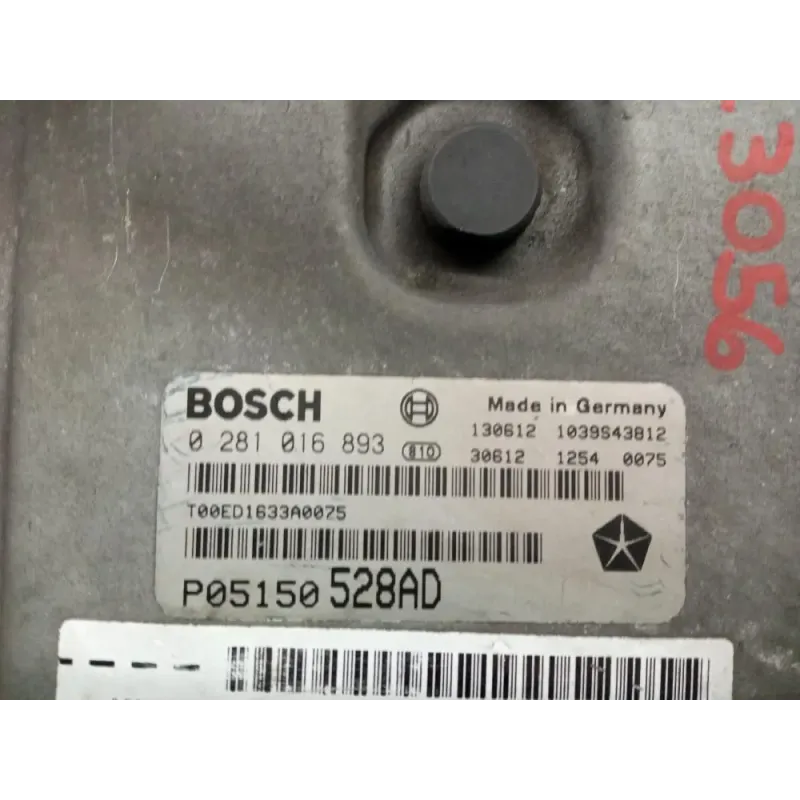 3056
BOSCH
Made in Germany
0 281 016 893
810
130612 1039S43812
30612 1254 0075
T00ED1633A0075
P05150 528AD